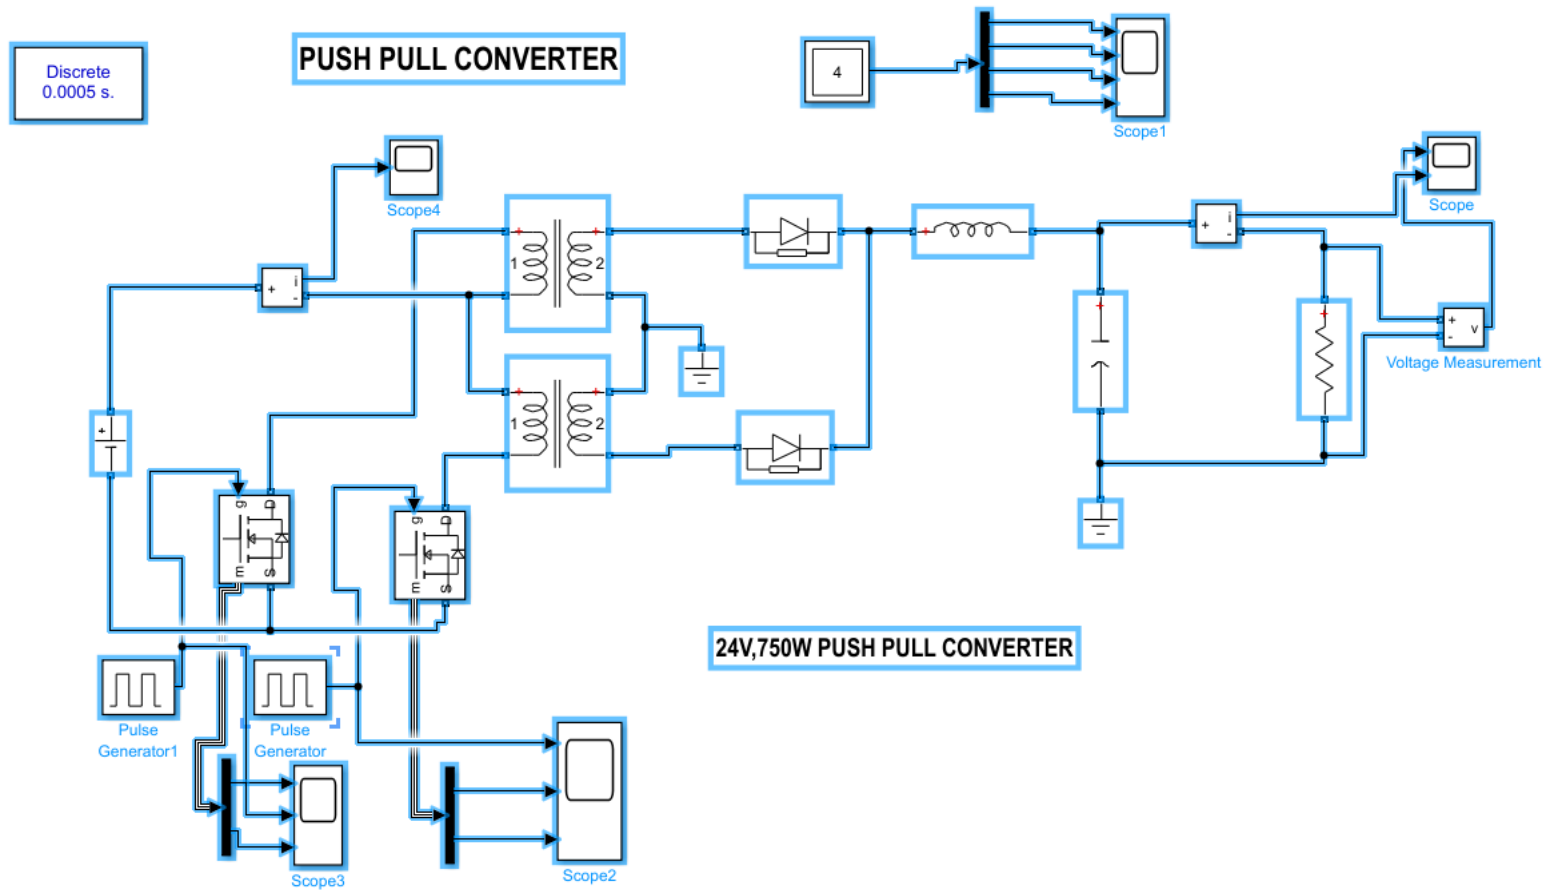 PUSH PULL CONVERTER
Discrete
0.0005 s.
4
Scope1
Scope4
Scope
+
i
-
+
1
2
+
+
+
i
-
+
+
+
-
v
Voltage Measurement
+
1
2
+
+
g
D
m
S
g
D
m
S
24V,750W PUSH PULL CONVERTER
Pulse
Generator1
Pulse
Generator
Scope3
Scope2